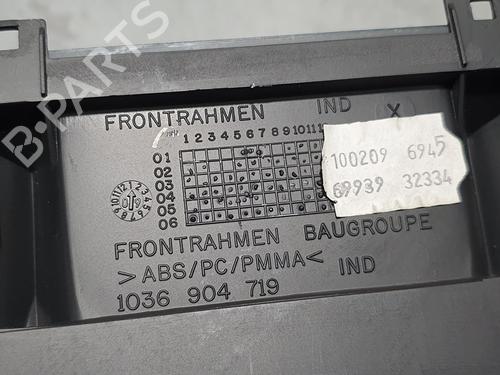 FRONTRAHMEN IND X
1 2 3 4 5 6 7 8 9 10 11 1
01
02
03
04
05
06
100209 6945
69939 32334
FRONTRAHMEN BAUGROUPE
>ABS/PC/PMMA< IND
1036 904 719
B-PARTS